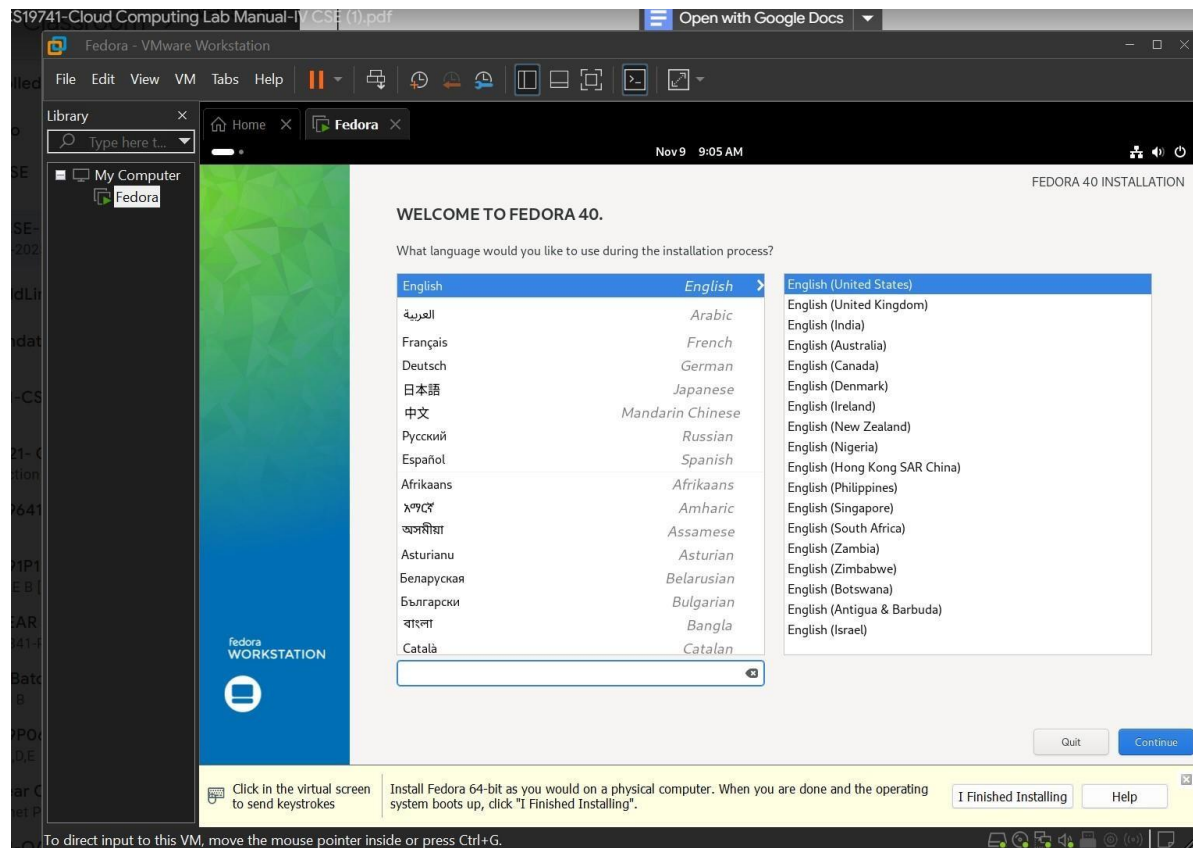 CS19741-Cloud Computing Lab Manual-IV CSE (1).pdf
Open with Google Docs
Fedora - VMware Workstation
File Edit View VM Tabs Help
Library
Type here t...
My Computer
Fedora
Home
Fedora
Nov 9 9:05 AM
FEDORA 40 INSTALLATION
WELCOME TO FEDORA 40.
What language would you like to use during the installation process?
English English
العربية Arabic
Français French
Deutsch German
日本語 Japanese
中文 Mandarin Chinese
Русский Russian
Español Spanish
Afrikaans Afrikaans
አማርኛ Amharic
অসমীয়া Assamese
Asturianu Asturian
Беларуская Belarusian
Български Bulgarian
বাংলা Bangla
Català Catalan
English (United States)
English (United Kingdom)
English (India)
English (Australia)
English (Canada)
English (Denmark)
English (Ireland)
English (New Zealand)
English (Nigeria)
English (Hong Kong SAR China)
English (Philippines)
English (Singapore)
English (South Africa)
English (Zambia)
English (Zimbabwe)
English (Botswana)
English (Antigua & Barbuda)
English (Israel)
fedora
WORKSTATION
Quit
Continue
Click in the virtual screen
to send keystrokes
Install Fedora 64-bit as you would on a physical computer. When you are done and the operating
system boots up, click "I Finished Installing".
I Finished Installing
Help
To direct input to this VM, move the mouse pointer inside or press Ctrl+G.